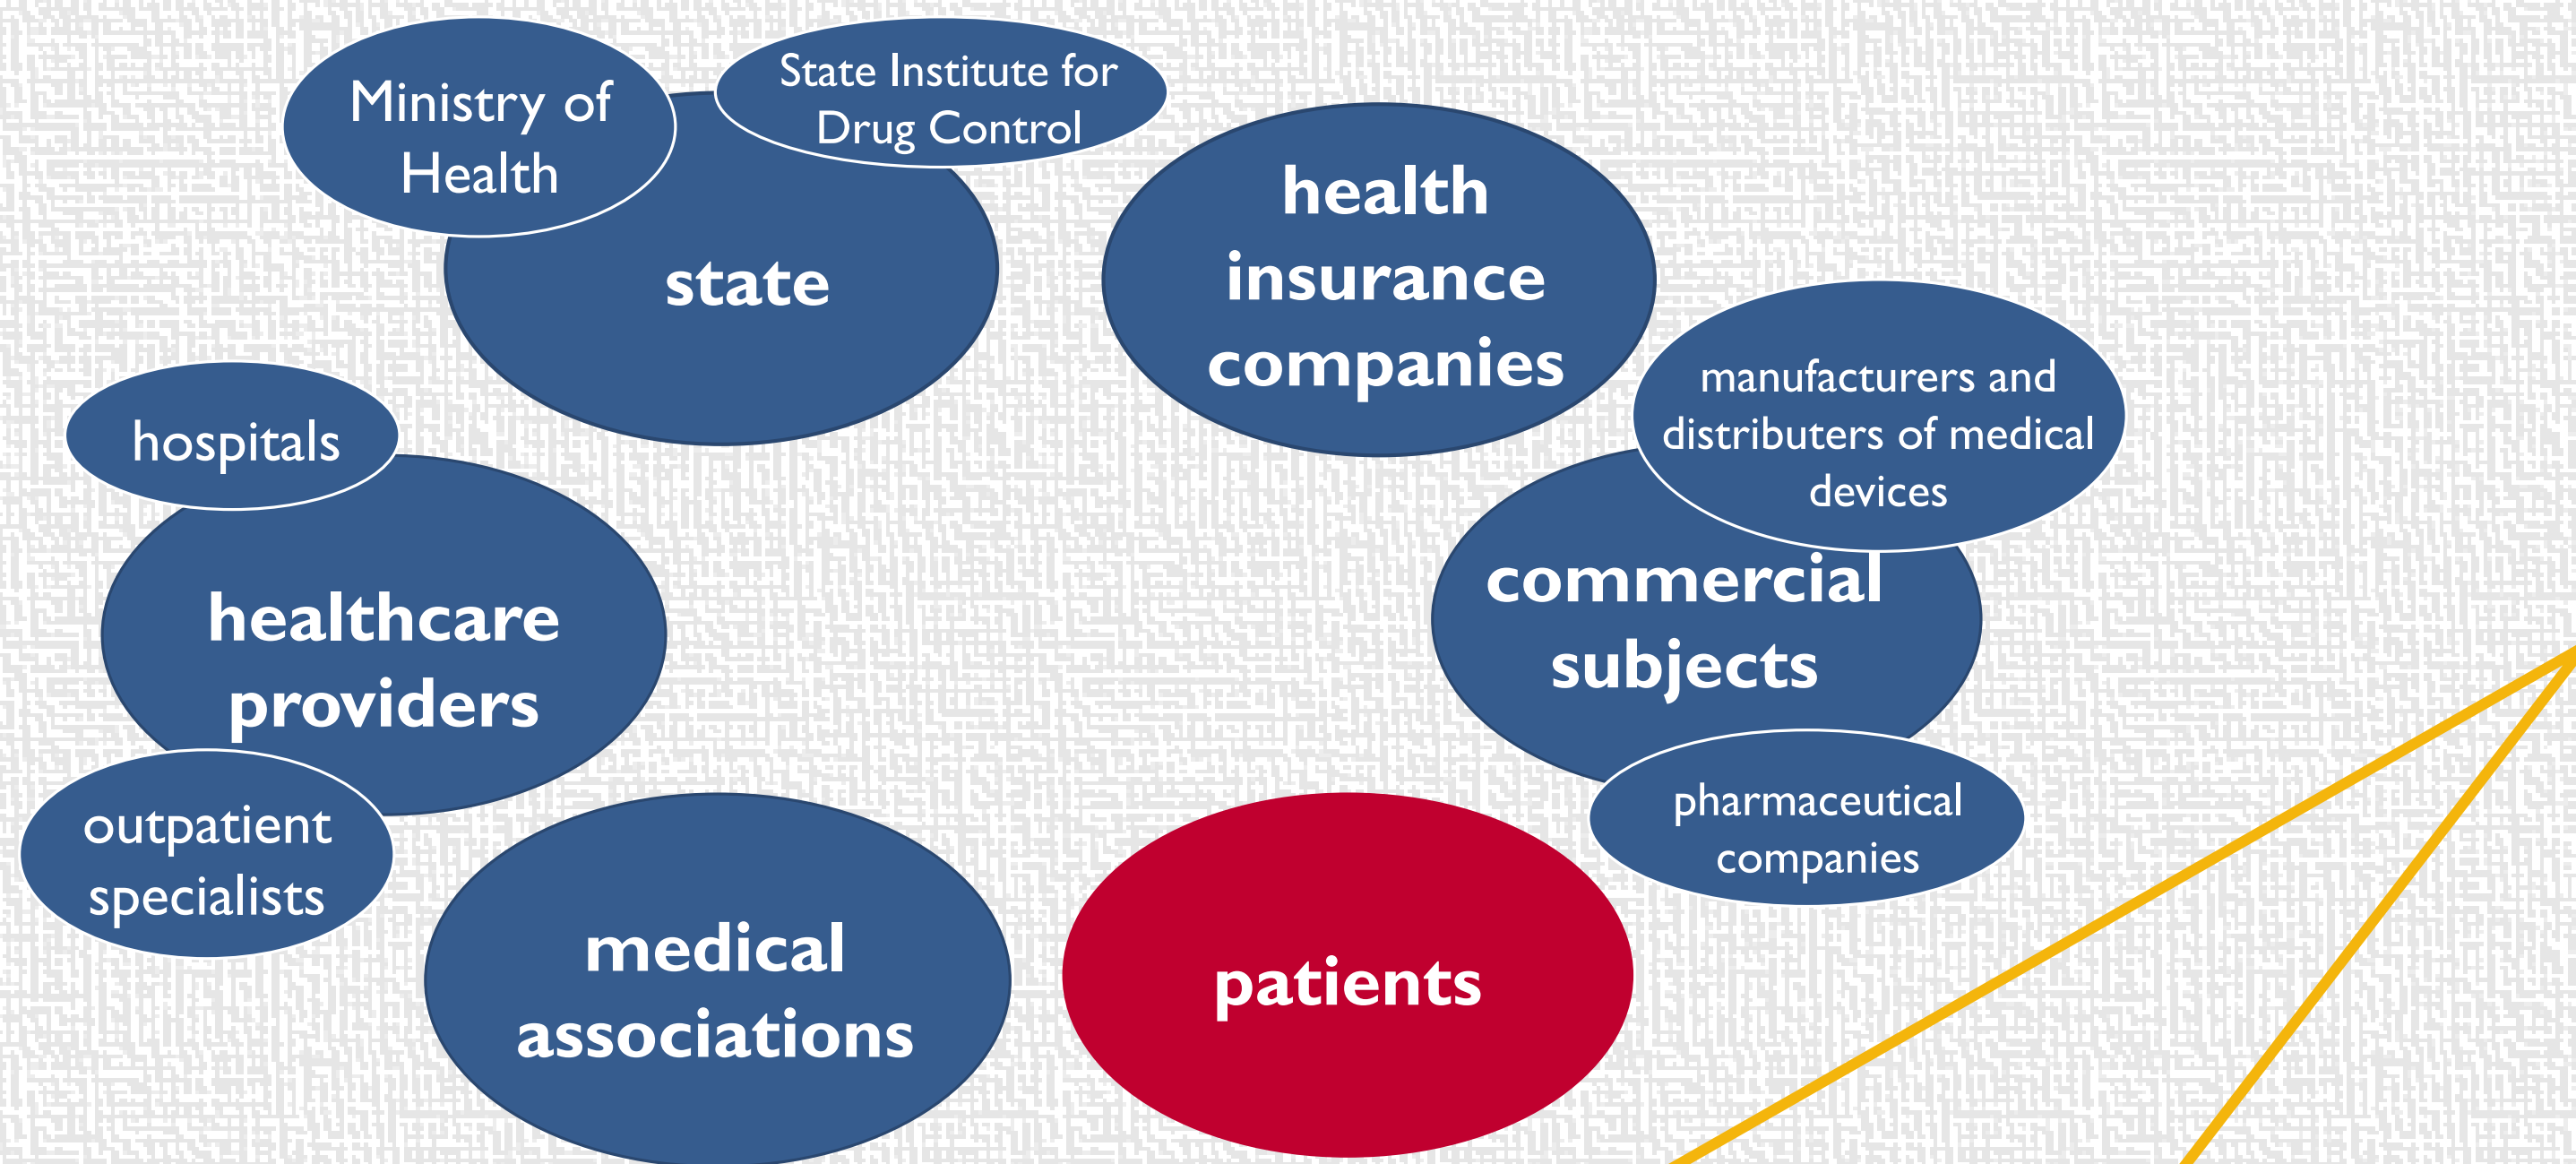 Ministry of
Health
State Institute for
Drug Control
state
health
insurance
companies
manufacturers and
distributers of medical
devices
commercial
subjects
pharmaceutical
companies
hospitals
healthcare
providers
outpatient
specialists
medical
associations
patients